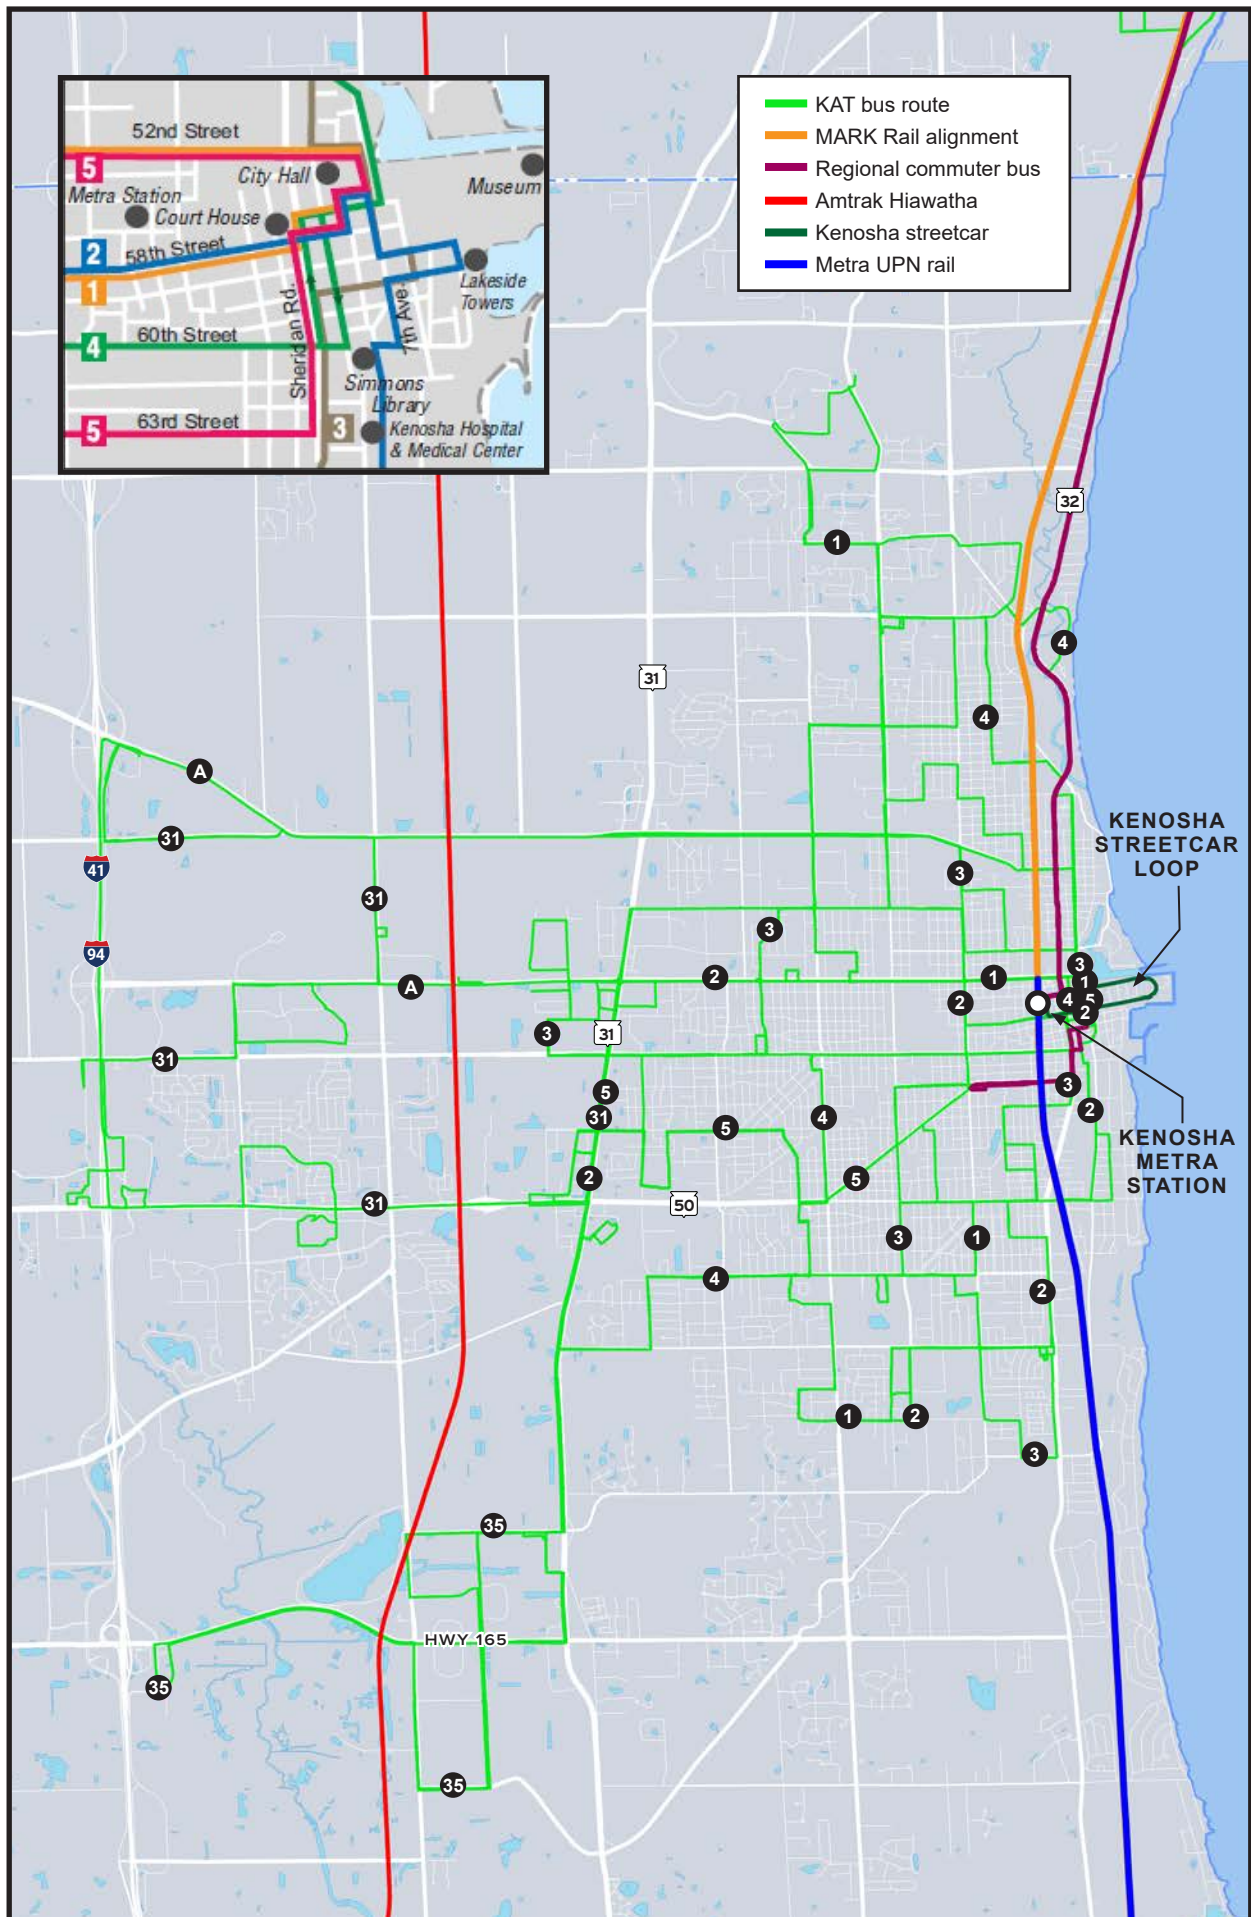 52nd Street
5
City Hall
Metra Station
Museum
Court House
2
58th Street
1
Lakeside
Towers
Sheridan Rd.
7th Ave.
4
60th Street
Simmons
Library
5
63rd Street
3
Kenosha Hospital
& Medical Center
KAT bus route
MARK Rail alignment
Regional commuter bus
Amtrak Hiawatha
Kenosha streetcar
Metra UPN rail
32
1
4
31
4
A
31
KENOSHA
STREETCAR
LOOP
41
3
31
3
94
3
2
1
1
A
4
5
2
2
3
31
31
3
5
2
31
4
5
KENOSHA
METRA
STATION
2
5
31
50
3
1
4
2
1
2
3
35
HWY 165
35
35